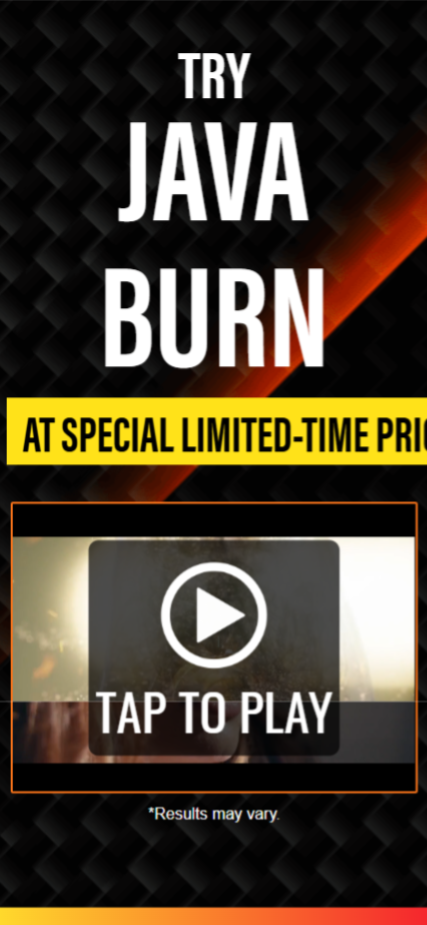 TRY
JAVA
BURN
AT SPECIAL LIMITED-TIME
TAP TO PLAY
*Results may vary.